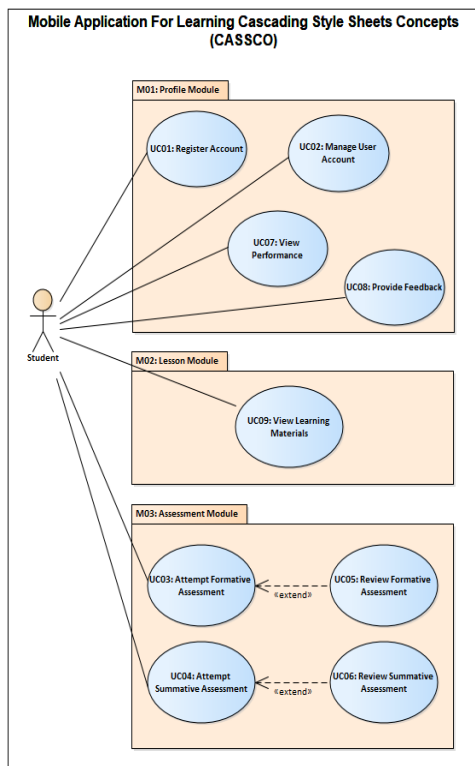 Mobile Application For Learning Cascading Style Sheets Concepts
(CASSCO)
M01: Profile Module
UC01: Register Account
UC02: Manage User
Account
UC07: View
Performance
UC08: Provide Feedback
Student
M02: Lesson Module
UC09: View Learning
Materials
M03: Assessment Module
UC03: Attempt Formative
Assessment
«extend»
UC05: Review Formative
Assessment
UC04: Attempt
Summative Assessment
«extend»
UC06: Review Summative
Assessment